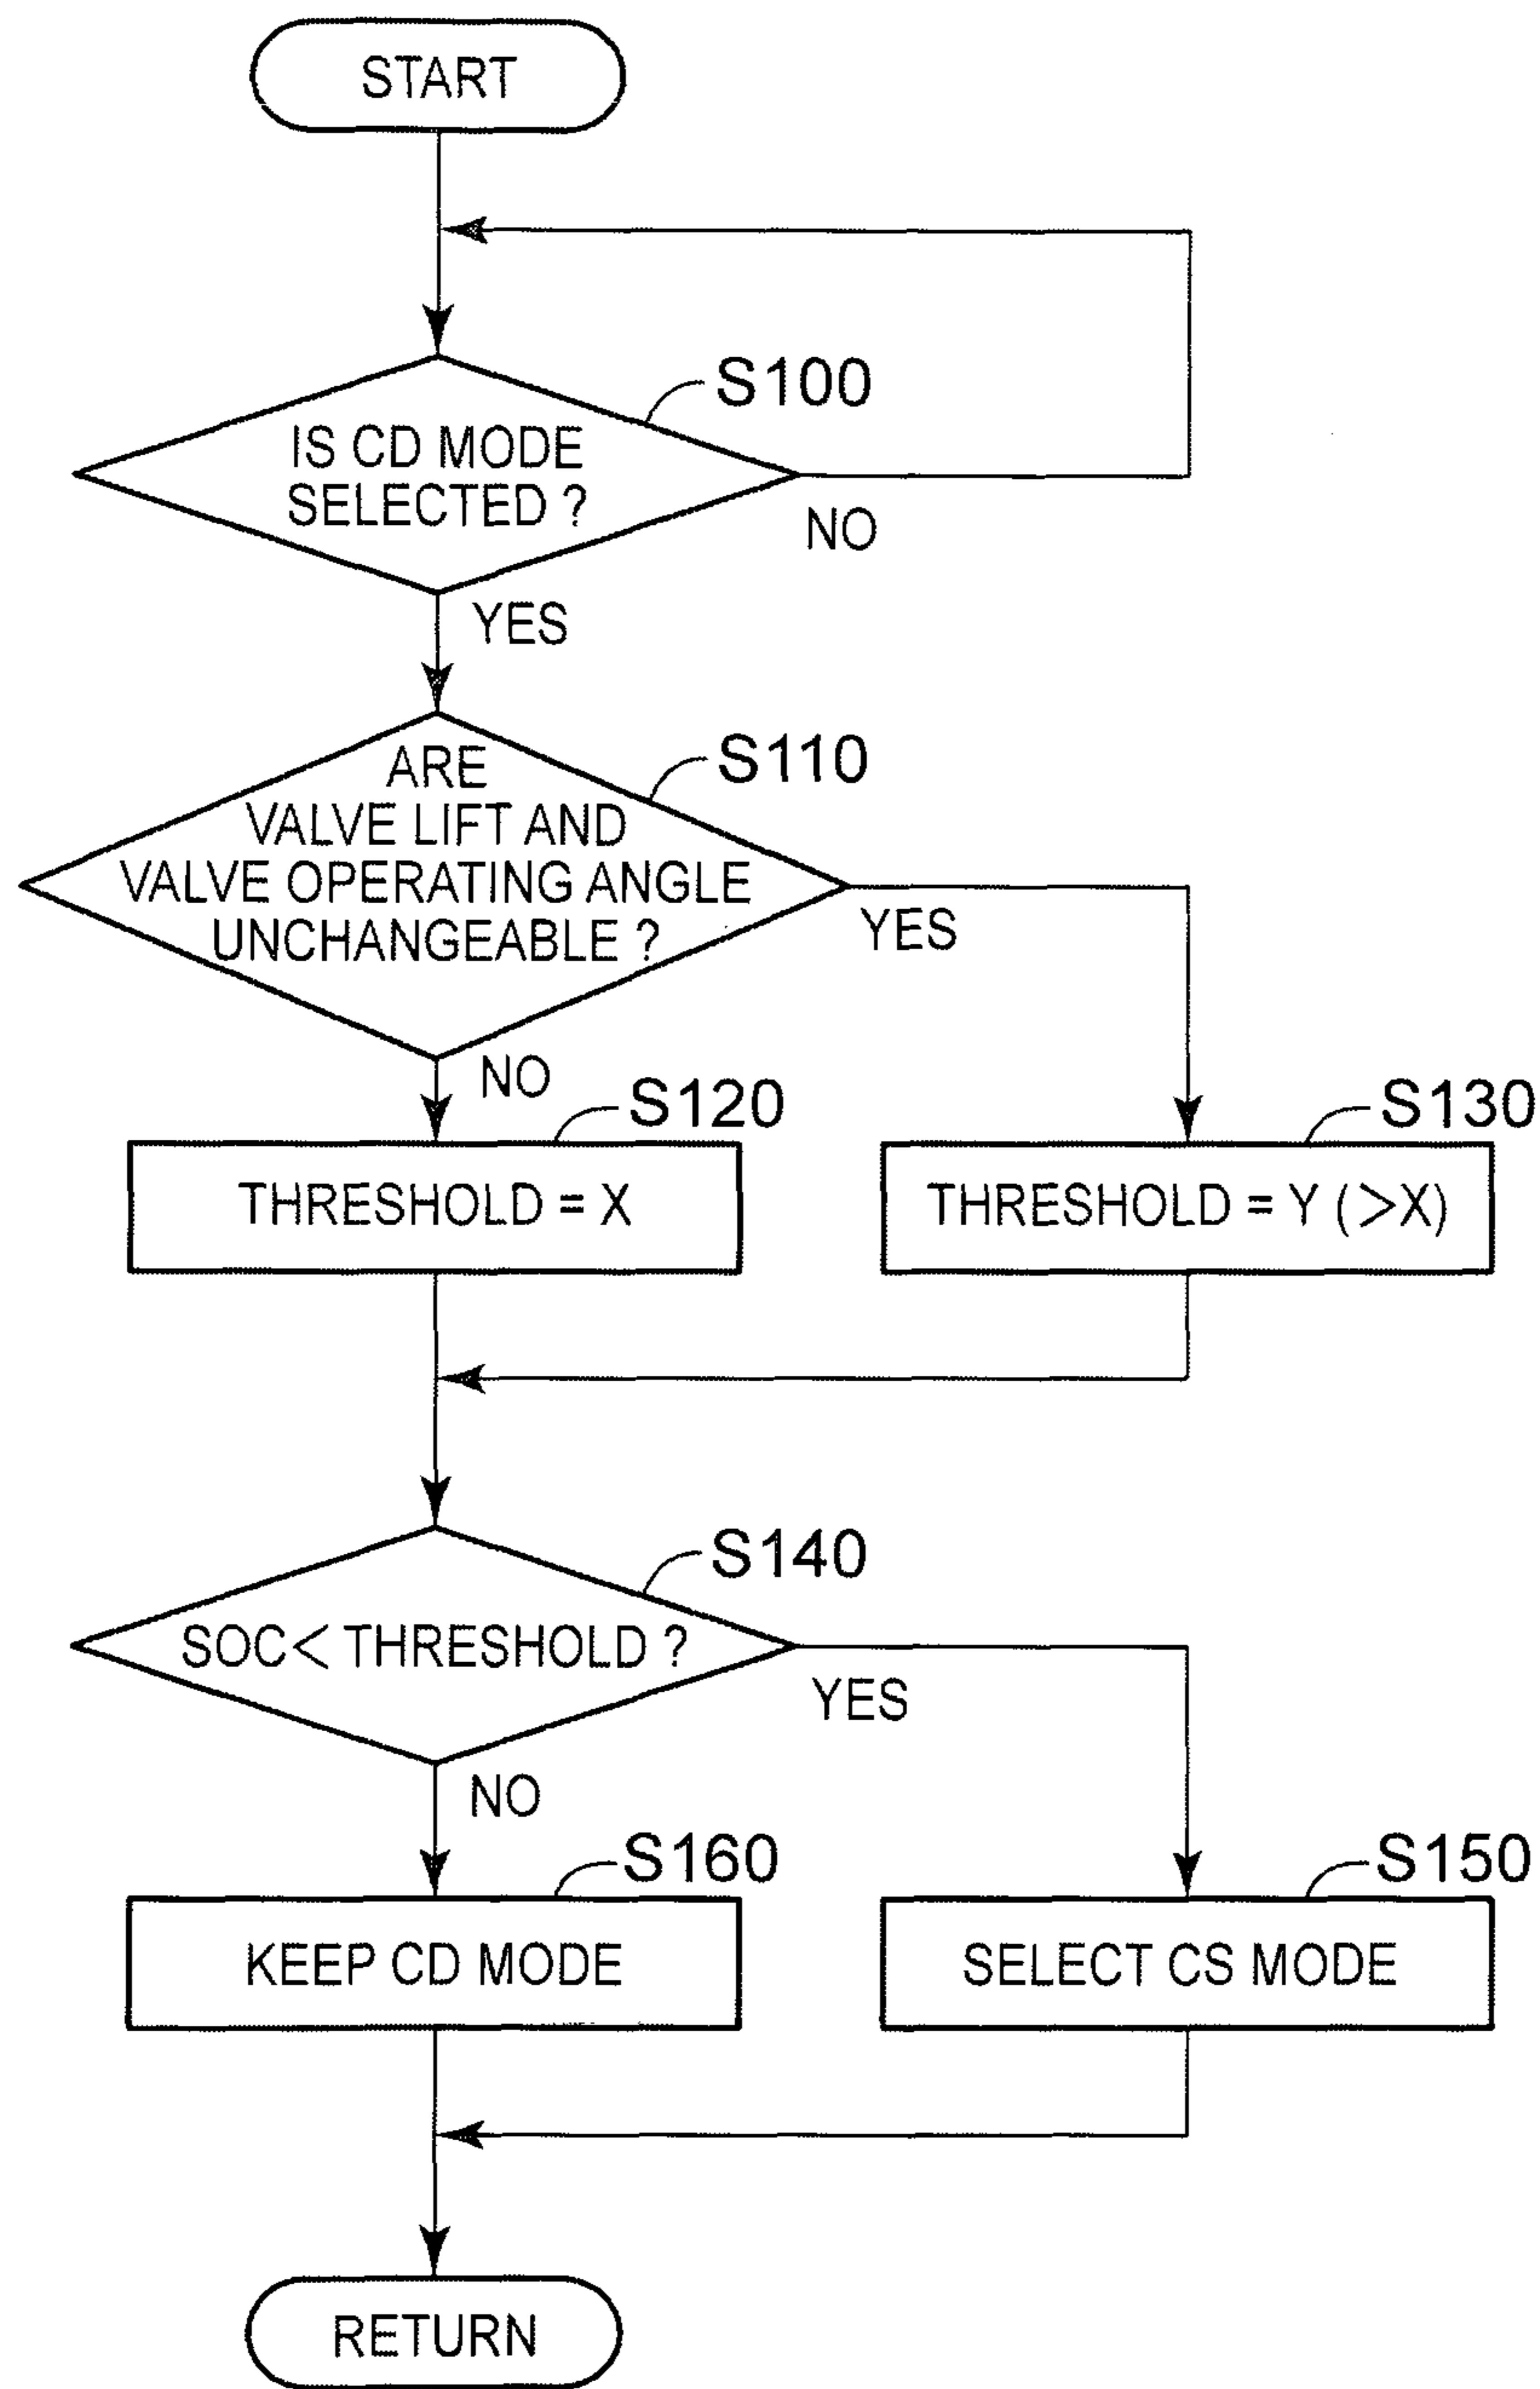 START
S100
IS CD MODE
SELECTED ?
NO
YES
S110
ARE
VALVE LIFT AND
VALVE OPERATING ANGLE
UNCHANGEABLE ?
YES
NO
S120
S130
THRESHOLD = X
THRESHOLD = Y (>X)
S140
SOC< THRESHOLD ?
YES
NO
S160
S150
KEEP CD MODE
SELECT CS MODE
RETURN